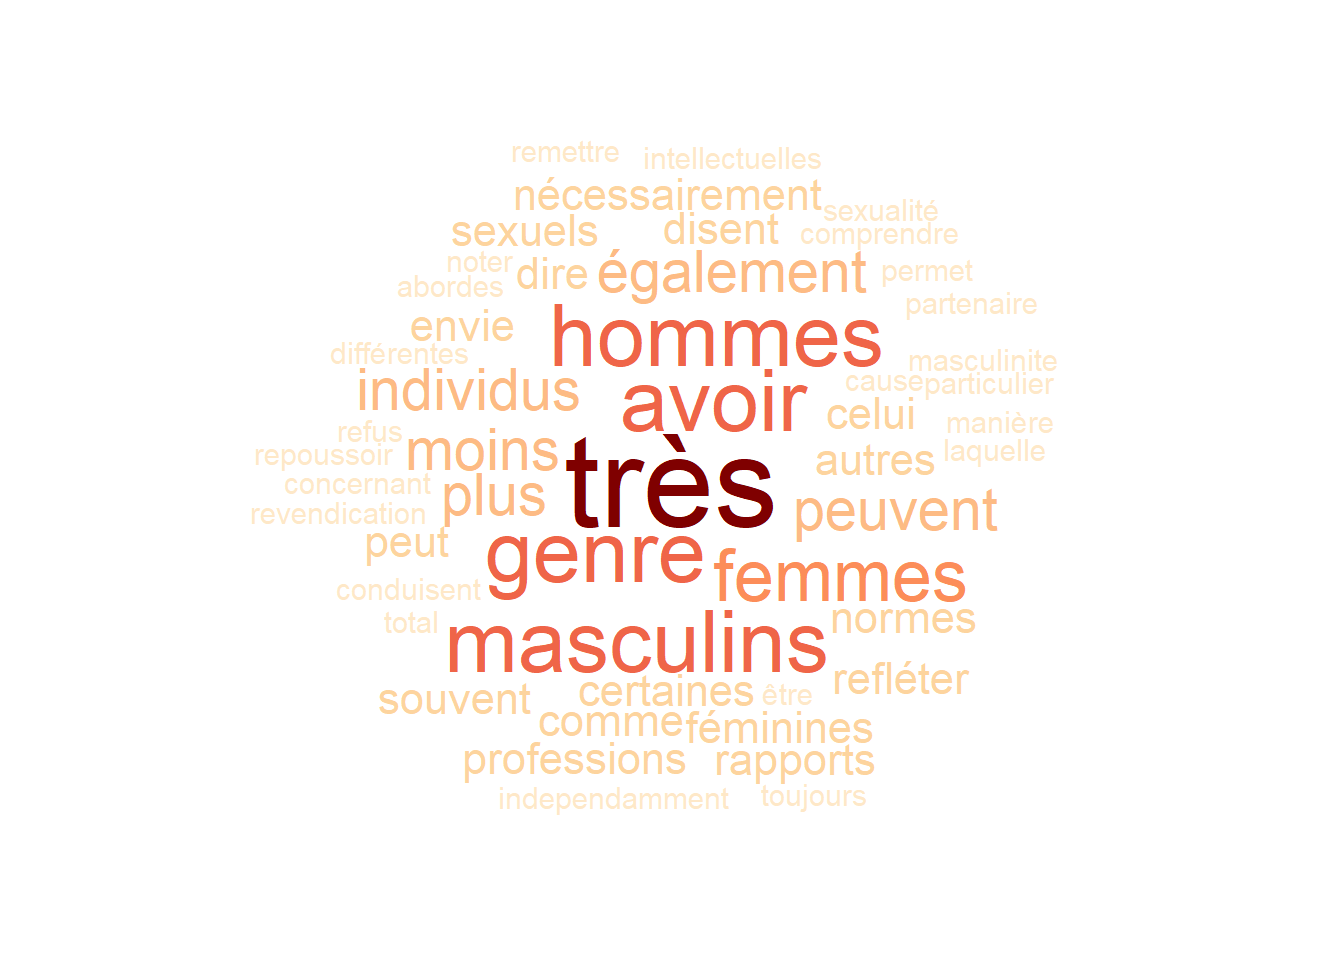 remettre
intellectuelles
nécessairement
sexualité
sexuels
disent
comprendre
noter
dire
également
permet
abordes
partenaire
envie
hommes
différentes
masculinite
individus
avoir
cause
particulier
celui
manière
refus
repoussoir
moins
autres
laquelle
concernant
plus
très
peuvent
revendication
peut
genre
femmes
conduisent
total
masculins
normes
souvent
certaines
être
refléter
comme
féminines
professions
rapports
independamment
toujours